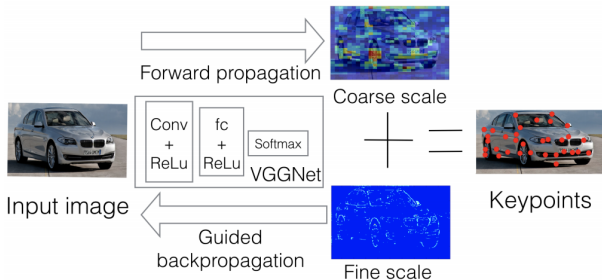 Forward propagation
Coarse scale
Conv
+
ReLu
fc
+
ReLu
Softmax
VGGNet
Input image
Keypoints
Guided
backpropagation
Fine scale